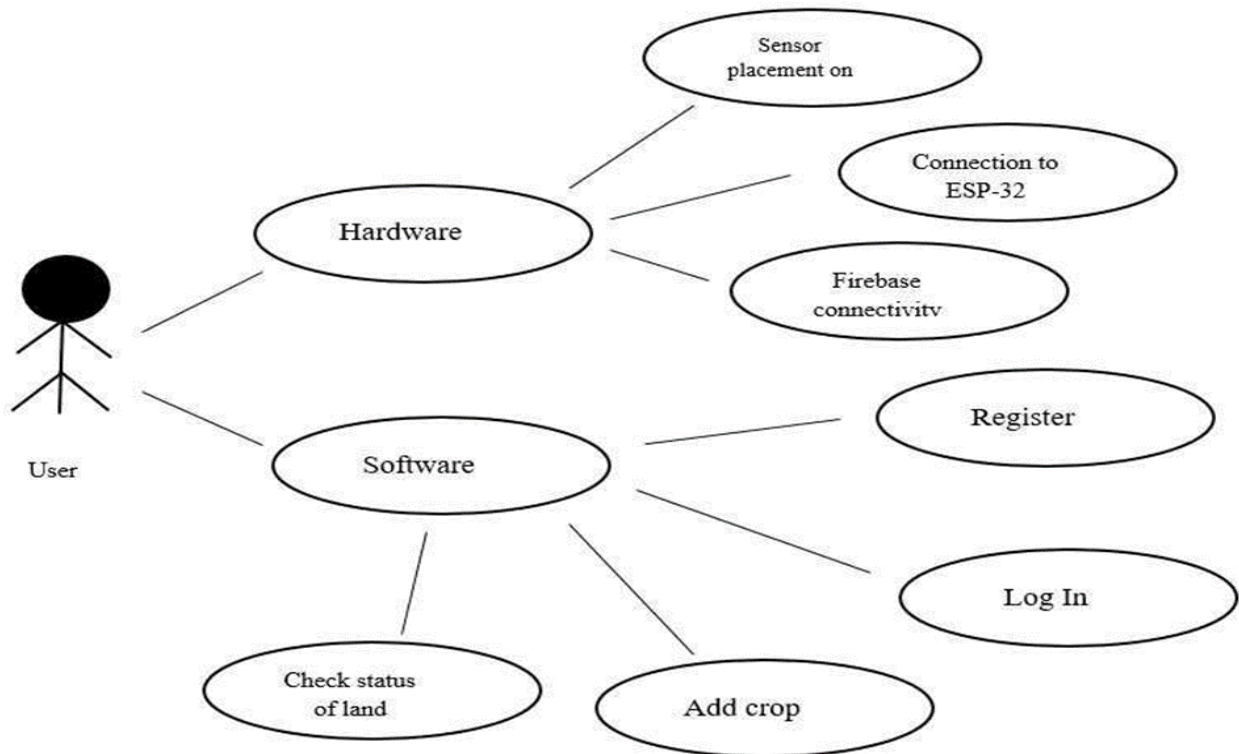 Sensor
placement on
Connection to
ESP-32
Hardware
Firebase
connectivity
Register
Software
User
Log In
Check status
of land
Add crop